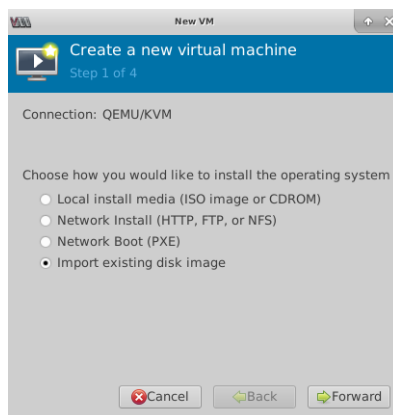 New VM
Create a new virtual machine
Step 1 of 4
Connection: QEMU/KVM
Choose how you would like to install the operating system
Local install media (ISO image or CDROM)
Network Install (HTTP, FTP, or NFS)
Network Boot (PXE)
Import existing disk image
Cancel Back Forward